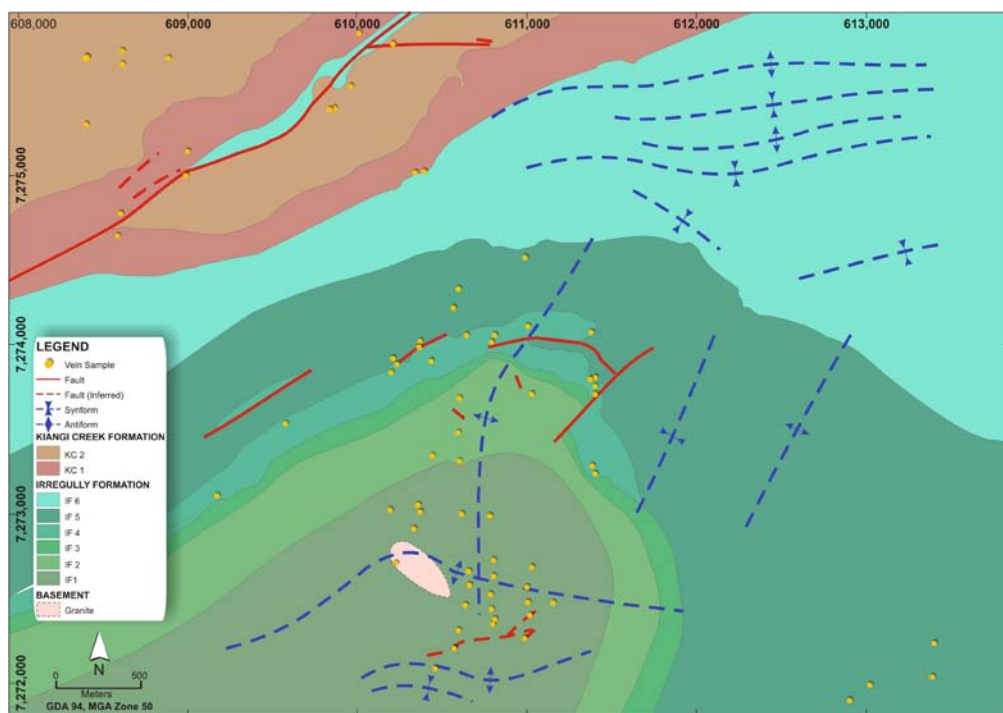 608,000
609,000
610,000
611,000
612,000
613,000
7,275,000
7,274,000
7,273,000
7,272,000
LEGEND
Vein Sample
Fault
Fault (Inferred)
Synform
Antiform
KIANGI CREEK FORMATION
KC 2
KC 1
IRREGULLY FORMATION
IF 6
IF 5
IF 4
IF 3
IF 2
IF1
BASEMENT
Granite
N
0 500
Meters
GDA 94, MGA Zone 50